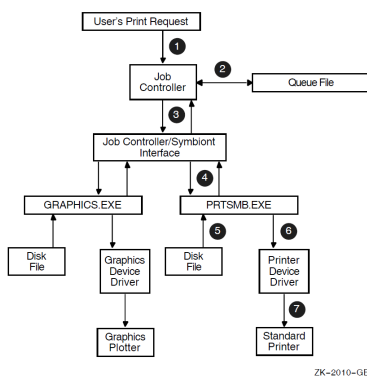 User's Print Request
1
Job
Controller
2
Queue File
3
Job Controller/Symbiont
Interface
4
GRAPHICS.EXE
PRTSMB.EXE
5
6
Disk
File
Graphics
Device
Driver
Disk
File
Printer
Device
Driver
7
Graphics
Plotter
Standard
Printer
ZK-2010-GE